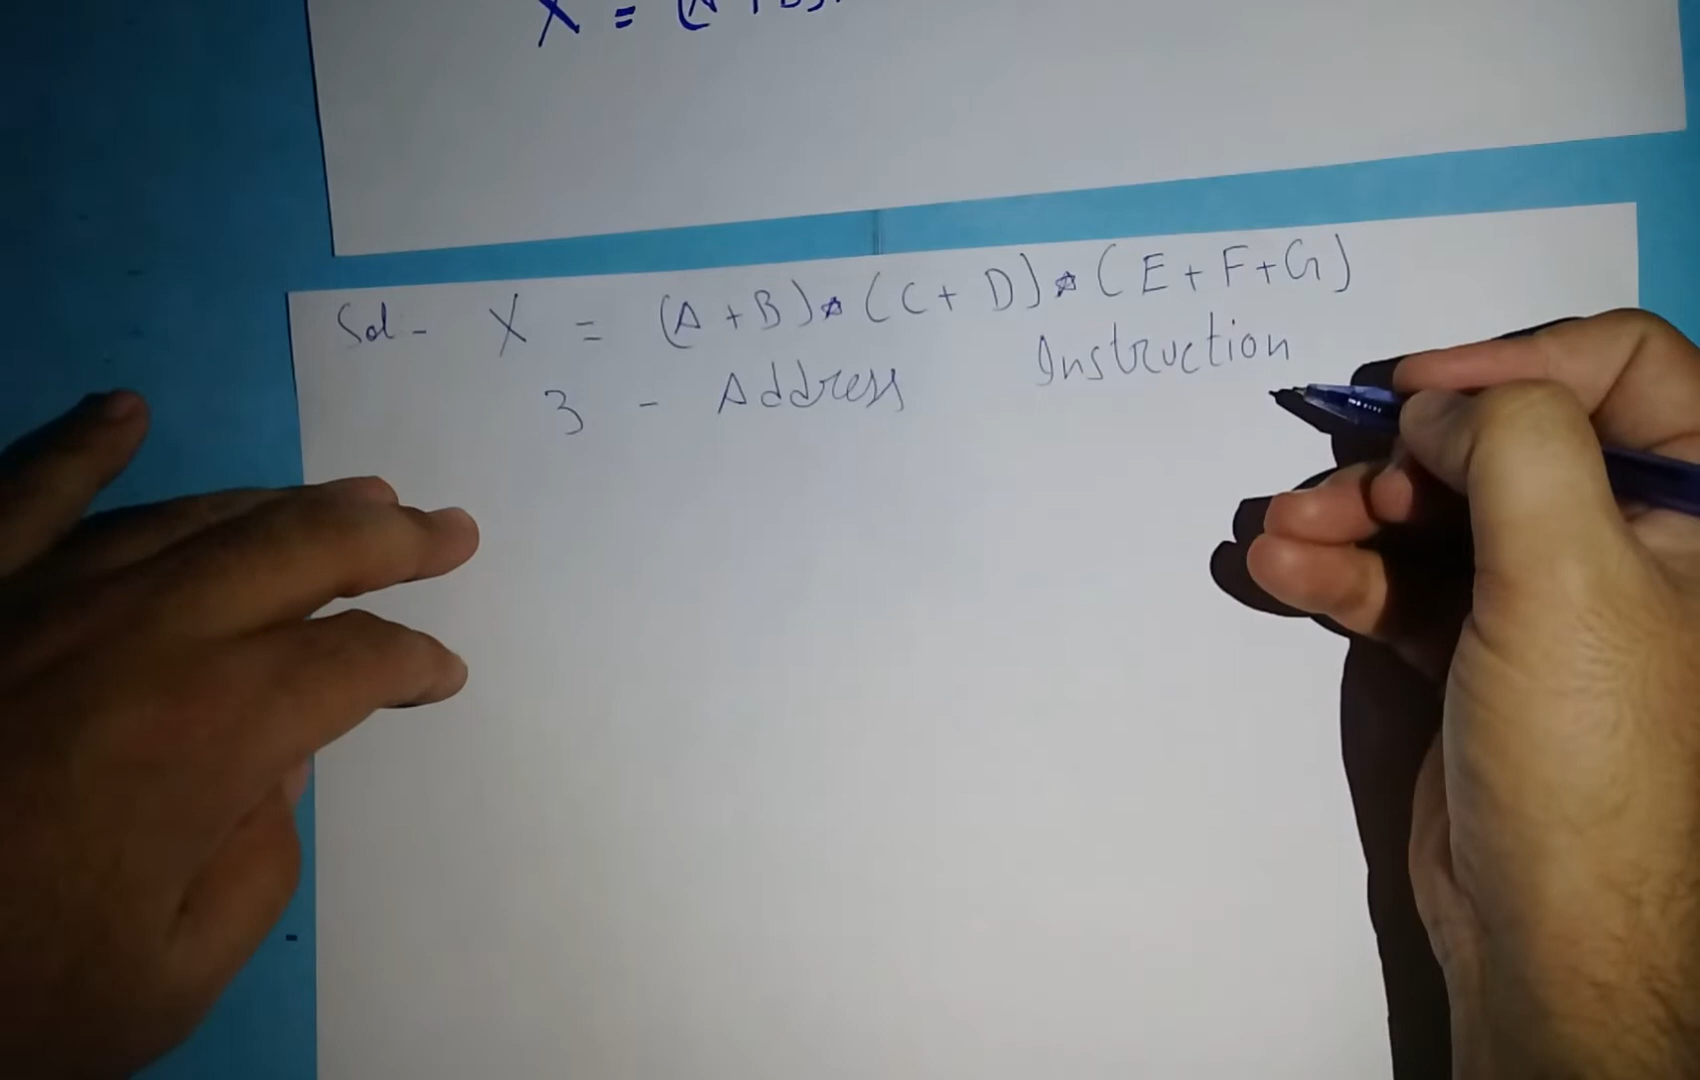 X =
Sol - X = (A + B) * (C + D) * (E + F + G)
3 - Address Instruction